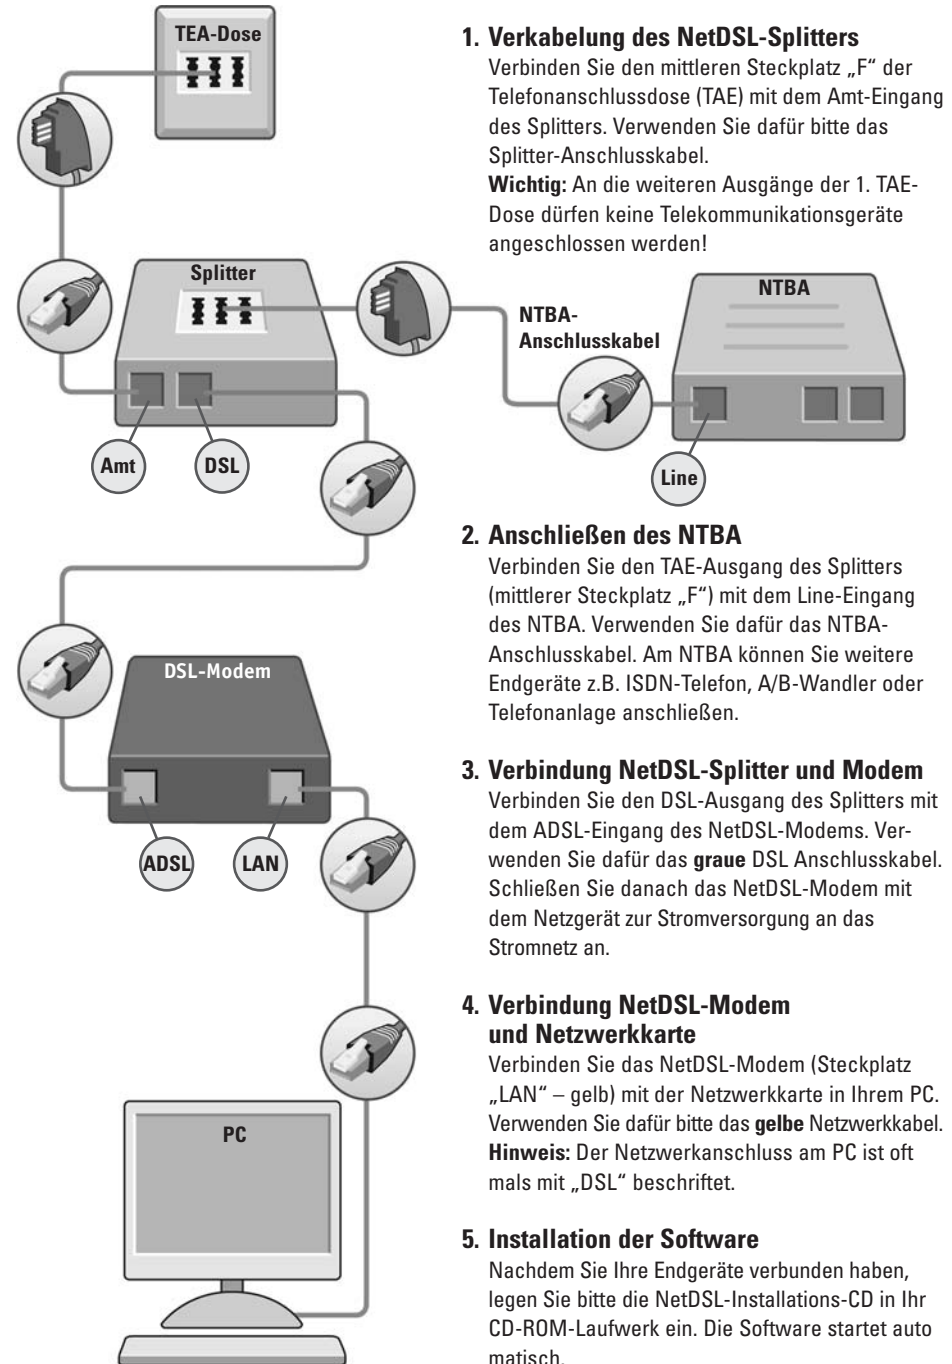 TEA-Dose
1. Verkabelung des NetDSL-Splitters
Verbinden Sie den mittleren Steckplatz „F“ der
Telefonanschlussdose (TAE) mit dem Amt-Eingang
des Splitters. Verwenden Sie dafür bitte das
Splitter-Anschlusskabel.
Wichtig: An die weiteren Ausgänge der 1. TAE-
Dose dürfen keine Telekommunikationsgeräte
angeschlossen werden!
Splitter
NTBA-
Anschlusskabel
NTBA
Amt
DSL
Line
2. Anschließen des NTBA
Verbinden Sie den TAE-Ausgang des Splitters
(mittlerer Steckplatz „F“) mit dem Line-Eingang
des NTBA. Verwenden Sie dafür das NTBA-
Anschlusskabel. Am NTBA können Sie weitere
Endgeräte z.B. ISDN-Telefon, A/B-Wandler oder
Telefonanlage anschließen.
DSL-Modem
ADSL
LAN
3. Verbindung NetDSL-Splitter und Modem
Verbinden Sie den DSL-Ausgang des Splitters mit
dem ADSL-Eingang des NetDSL-Modems. Ver-
wenden Sie dafür das graue DSL Anschlusskabel.
Schließen Sie danach das NetDSL-Modem mit
dem Netzgerät zur Stromversorgung an das
Stromnetz an.
4. Verbindung NetDSL-Modem
und Netzwerkkarte
Verbinden Sie das NetDSL-Modem (Steckplatz
„LAN“ – gelb) mit der Netzwerkkarte in Ihrem PC.
Verwenden Sie dafür bitte das gelbe Netzwerkkabel.
Hinweis: Der Netzwerkanschluss am PC ist oft
mals mit „DSL“ beschriftet.
PC
5. Installation der Software
Nachdem Sie Ihre Endgeräte verbunden haben,
legen Sie bitte die NetDSL-Installations-CD in Ihr
CD-ROM-Laufwerk ein. Die Software startet auto
matisch.